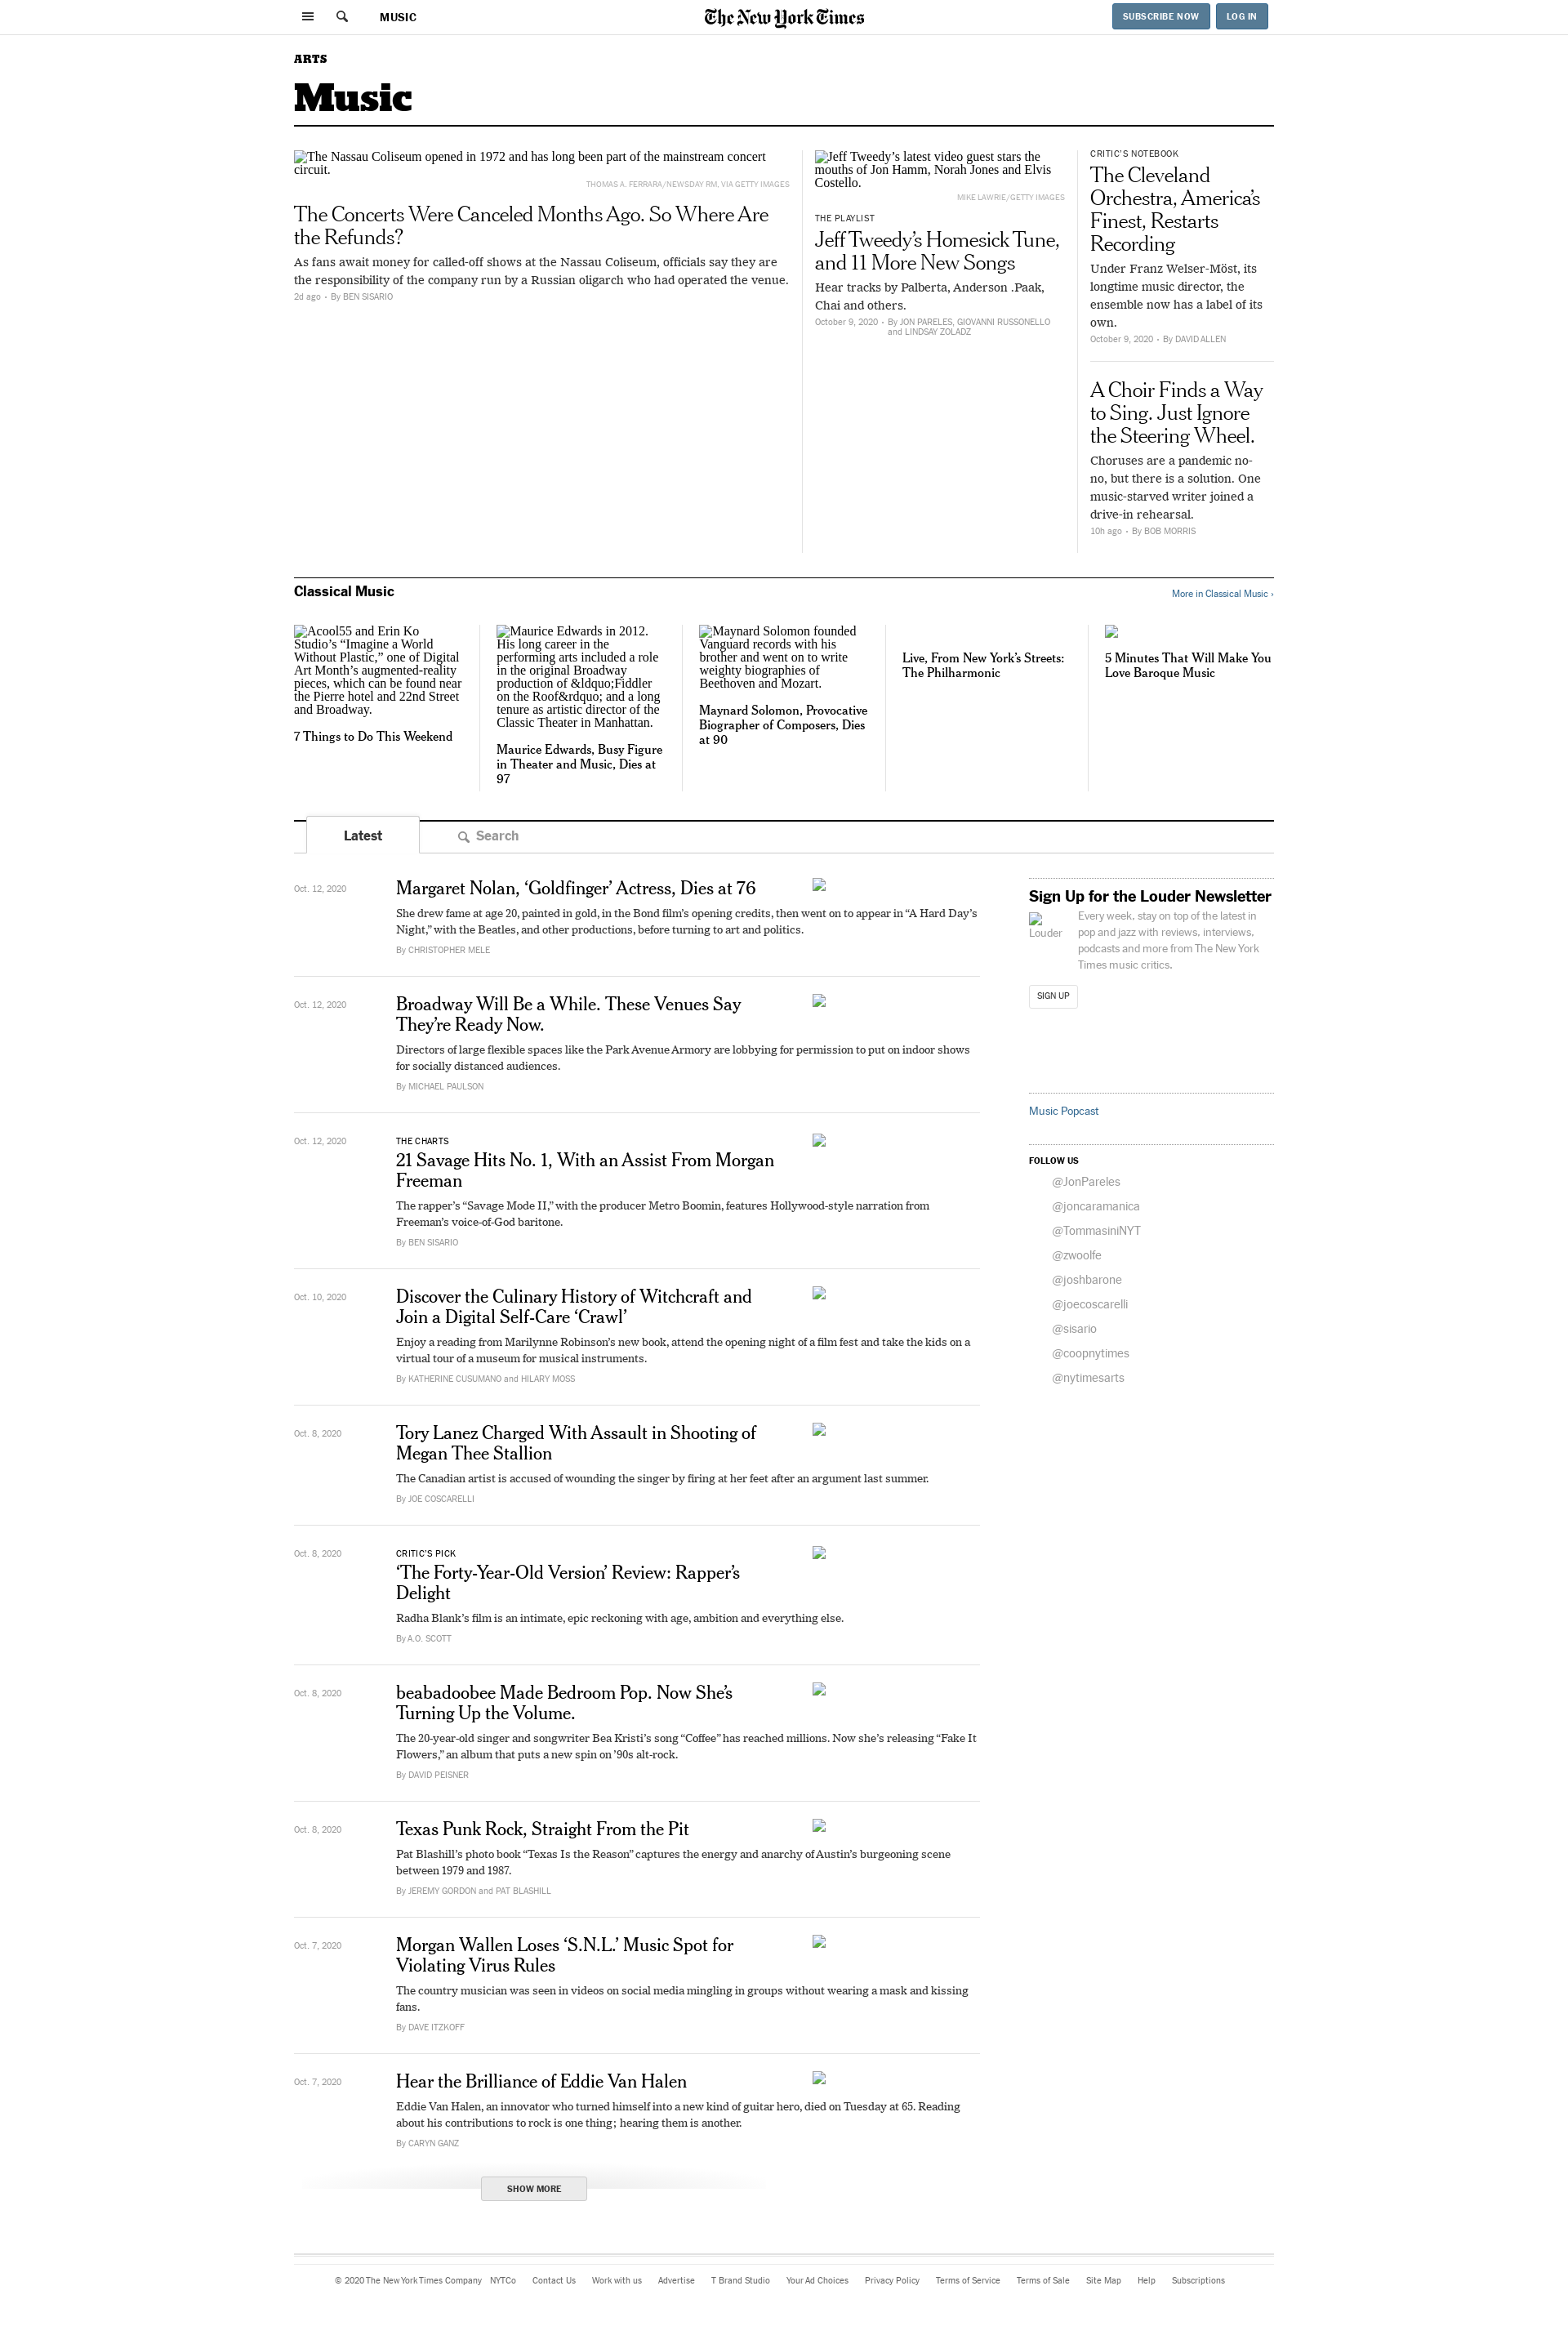 MUSIC
The New York Times
SUBSCRIBE NOW
LOG IN
ARTS
Music
The Nassau Coliseum opened in 1972 and has long been part of the mainstream concert
circuit.
THOMAS A. FERRARA/NEWSDAY RM, VIA GETTY IMAGES
The Concerts Were Canceled Months Ago. So Where Are
the Refunds?
As fans await money for called-off shows at the Nassau Coliseum, officials say they are
the responsibility of the company run by a Russian oligarch who had operated the venue.
2d ago • By BEN SISARIO
Jeff Tweedy’s latest video guest stars the
mouths of Jon Hamm, Norah Jones and Elvis
Costello.
MIKE LAWRIE/GETTY IMAGES
THE PLAYLIST
Jeff Tweedy’s Homesick Tune,
and 11 More New Songs
Hear tracks by Palberta, Anderson .Paak,
Chai and others.
October 9, 2020 • By JON PARELES, GIOVANNI RUSSONELLO
and LINDSAY ZOLADZ
CRITIC’S NOTEBOOK
The Cleveland
Orchestra, America’s
Finest, Restarts
Recording
Under Franz Welser-Möst, its
longtime music director, the
ensemble now has a label of its
own.
October 9, 2020 • By DAVID ALLEN
A Choir Finds a Way
to Sing. Just Ignore
the Steering Wheel.
Choruses are a pandemic no-
no, but there is a solution. One
music-starved writer joined a
drive-in rehearsal.
10h ago • By BOB MORRIS
Classical Music
More in Classical Music ›
Acool55 and Erin Ko
Studio’s “Imagine a World
Without Plastic,” one of Digital
Art Month’s augmented-reality
pieces, which can be found near
the Pierre hotel and 22nd Street
and Broadway.
7 Things to Do This Weekend
Maurice Edwards in 2012.
His long career in the
performing arts included a role
in the original Broadway
production of &ldquo;Fiddler
on the Roof&rdquo; and a long
tenure as artistic director of the
Classic Theater in Manhattan.
Maurice Edwards, Busy Figure
in Theater and Music, Dies at
97
Maynard Solomon founded
Vanguard records with his
brother and went on to write
weighty biographies of
Beethoven and Mozart.
Maynard Solomon, Provocative
Biographer of Composers, Dies
at 90
Live, From New York’s Streets:
The Philharmonic
5 Minutes That Will Make You
Love Baroque Music
Latest
Search
Oct. 12, 2020
Margaret Nolan, ‘Goldfinger’ Actress, Dies at 76
She drew fame at age 20, painted in gold, in the Bond film’s opening credits, then went on to appear in “A Hard Day’s
Night,” with the Beatles, and other productions, before turning to art and politics.
By CHRISTOPHER MELE
Oct. 12, 2020
Broadway Will Be a While. These Venues Say
They’re Ready Now.
Directors of large flexible spaces like the Park Avenue Armory are lobbying for permission to put on indoor shows
for socially distanced audiences.
By MICHAEL PAULSON
Oct. 12, 2020
THE CHARTS
21 Savage Hits No. 1, With an Assist From Morgan
Freeman
The rapper’s “Savage Mode II,” with the producer Metro Boomin, features Hollywood-style narration from
Freeman’s voice-of-God baritone.
By BEN SISARIO
Oct. 10, 2020
Discover the Culinary History of Witchcraft and
Join a Digital Self-Care ‘Crawl’
Enjoy a reading from Marilynne Robinson’s new book, attend the opening night of a film fest and take the kids on a
virtual tour of a museum for musical instruments.
By KATHERINE CUSUMANO and HILARY MOSS
Oct. 8, 2020
Tory Lanez Charged With Assault in Shooting of
Megan Thee Stallion
The Canadian artist is accused of wounding the singer by firing at her feet after an argument last summer.
By JOE COSCARELLI
Oct. 8, 2020
CRITIC’S PICK
‘The Forty-Year-Old Version’ Review: Rapper’s
Delight
Radha Blank’s film is an intimate, epic reckoning with age, ambition and everything else.
By A.O. SCOTT
Oct. 8, 2020
beabadoobee Made Bedroom Pop. Now She’s
Turning Up the Volume.
The 20-year-old singer and songwriter Bea Kristi’s song “Coffee” has reached millions. Now she’s releasing “Fake It
Flowers,” an album that puts a new spin on ’90s alt-rock.
By DAVID PEISNER
Oct. 8, 2020
Texas Punk Rock, Straight From the Pit
Pat Blashill’s photo book “Texas Is the Reason” captures the energy and anarchy of Austin’s burgeoning scene
between 1979 and 1987.
By JEREMY GORDON and PAT BLASHILL
Oct. 7, 2020
Morgan Wallen Loses ‘S.N.L.’ Music Spot for
Violating Virus Rules
The country musician was seen in videos on social media mingling in groups without wearing a mask and kissing
fans.
By DAVE ITZKOFF
Oct. 7, 2020
Hear the Brilliance of Eddie Van Halen
Eddie Van Halen, an innovator who turned himself into a new kind of guitar hero, died on Tuesday at 65. Reading
about his contributions to rock is one thing; hearing them is another.
By CARYN GANZ
SHOW MORE
Sign Up for the Louder Newsletter
Louder
Every week, stay on top of the latest in
pop and jazz with reviews, interviews,
podcasts and more from The New York
Times music critics.
SIGN UP
Music Popcast
FOLLOW US
@JonPareles
@joncaramanica
@TommasiniNYT
@zwoolfe
@joshbarone
@joecoscarelli
@sisario
@coopnytimes
@nytimesarts
© 2020 The New York Times Company NYTCo Contact Us Work with us Advertise T Brand Studio Your Ad Choices Privacy Policy Terms of Service Terms of Sale Site Map Help Subscriptions